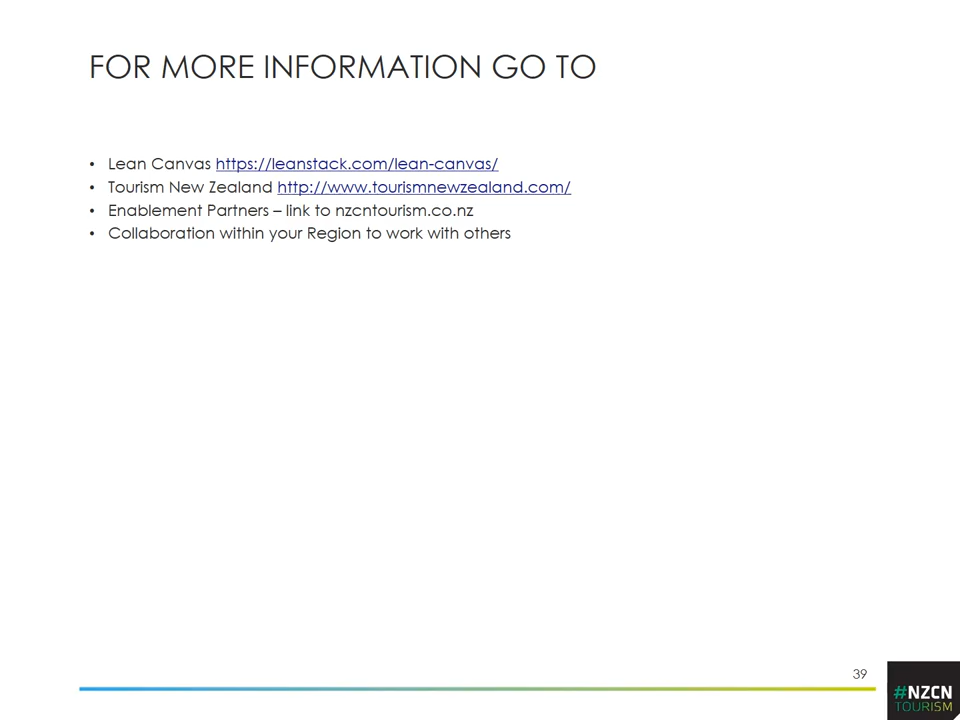 FOR MORE INFORMATION GO TO
• Lean Canvas https://leanstack.com/lean-canvas/
• Tourism New Zealand http://www.tourismnewzealand.com/
• Enablement Partners – link to nzcntourism.co.nz
• Collaboration within your Region to work with others
39
#NZCN
TOURISM